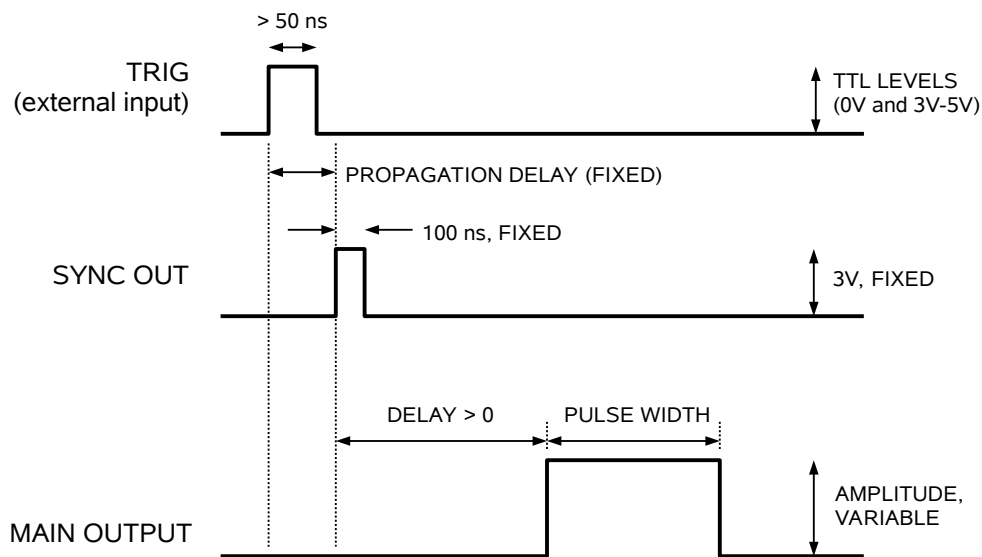 > 50 ns
TRIG
(external input)
TTL LEVELS
(0V and 3V-5V)
PROPAGATION DELAY (FIXED)
100 ns, FIXED
SYNC OUT
3V, FIXED
DELAY > 0
PULSE WIDTH
AMPLITUDE,
VARIABLE
MAIN OUTPUT